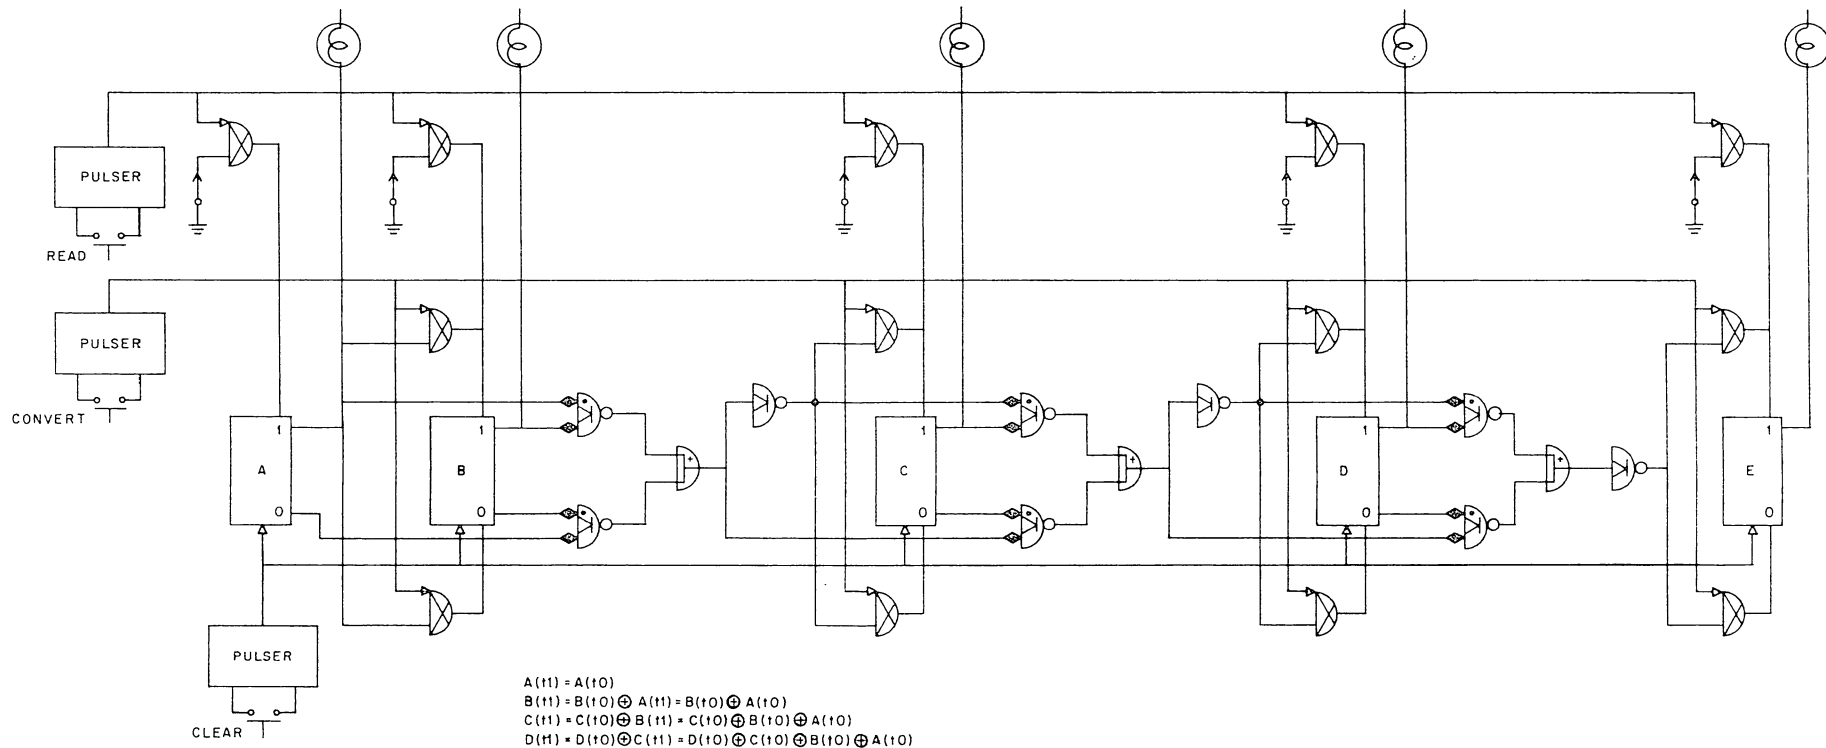 PULSER
READ
PULSER
CONVERT
A 1 0
B 1 0
C 1 0
D 1 0
E 1 0
+
+
+
PULSER
CLEAR
A(t1) = A(t0)
B(t1) = B(t0) ⊕ A(t1) = B(t0) ⊕ A(t0)
C(t1) = C(t0) ⊕ B(t1) = C(t0) ⊕ B(t0) ⊕ A(t0)
D(t1) = D(t0) ⊕ C(t1) = D(t0) ⊕ C(t0) ⊕ B(t0) ⊕ A(t0)